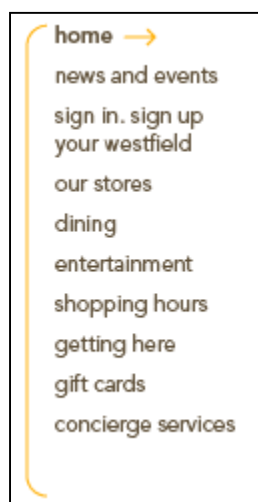 home
news and events
sign in. sign up
your westfield
our stores
dining
entertainment
shopping hours
getting here
gift cards
concierge services